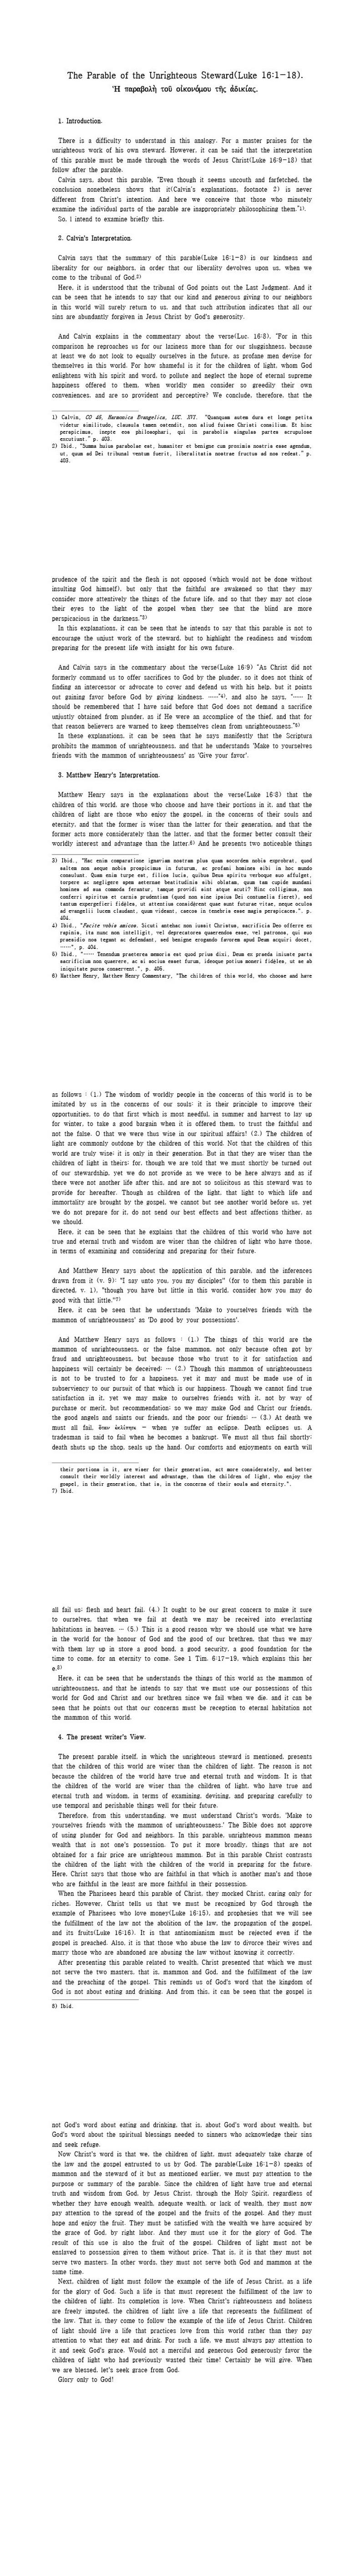 The Parable of the Unrighteous Steward(Luke 16:1-18).
Ἡ παραβολὴ τοῦ οἰκονόμου τῆς ἀδικίας.
1. Introduction.
There is a difficulty to understand in this analogy. For a master praises for the
unrighteous work of his own steward. However, it can be said that the interpretation
of this parable must be made through the words of Jesus Christ(Luke 16:9-13) that
follow after the parable.
Calvin says, about this parable, "Even though it seems uncouth and farfetched, the
conclusion nonetheless shows that it(Calvin's explanations, footnote 2) is never
different from Christ's intention. And here we conceive that those who minutely
examine the individual parts of the parable are inappropriately philosophizing them."1).
So, I intend to examine briefly this.
2. Calvin's Interpretation.
Calvin says that the summary of this parable(Luke 16:1-8) is our kindness and
liberality for our neighbors, in order that our liberality devolves upon us, when we
come to the tribunal of God.2)
Here, it is understood that the tribunal of God points out the Last Judgment. And it
can be seen that he intends to say that our kind and generous giving to our neighbors
in this world will surely return to us, and that such attribution indicates that all our
sins are abundantly forgiven in Jesus Christ by God's generosity.
And Calvin explains in the commentary about the verse(Luc. 16:8), "For in this
comparison he reproaches so for our laziness more than for our sluggishness, because
at least we do not look to equally ourselves in the future, as profane men devise for
themselves in this world. For how shameful is it for the children of light, whom God
enlightens with his spirit and word, to pollute and neglect the hope of eternal supreme
happiness offered to them, when worldly men consider so greedily their own
conveniences, and are so provident and perceptive? We conclude, therefore, that the
1) Calvin, CO 45, Harmonica Evangelica, LUC. XVI. "Quanquam autem dura et longe petita
videtur similitudo, clausula tamen ostendit, non aliud fuisse Christi consilium. Et hinc
perspicimus, inepte eos philosophari, qui in parabolis singulas partes scrupulose
excutiunt." p. 403.
2) Ibid., "Summa huius parabolae est, humaniter et benigne cum proximis nostris esse agendum,
ut, quum ad Dei tribunal ventum fuerit, liberalitatis nostrae fructus ad nos redeat." p.
403.
prudence of the spirit and the flesh is not opposed (which would not be done without
insulting God himself), but only that the faithful are awakened so that they may
consider more attentively the things of the future life, and so that they may not close
their eyes to the light of the gospel when they see that the blind are more
perspicacious in the darkness."3)
In this explanations, it can be seen that he intends to say that this parable is not to
encourage the unjust work of the steward, but to highlight the readiness and wisdom
preparing for the present life with insight for his own future.
And Calvin says in the commentary about the verse(Luke 16:9) "As Christ did not
formerly command us to offer sacrifices to God by the plunder, so it does not think of
finding an intercessor or advocate to cover and defend us with his help, but it points
out gaining favor before God by giving kindness. ……"4), and also he says, "…… It
should be remembered that I have said before that God does not demand a sacrifice
unjustly obtained from plunder, as if He were an accomplice of the thief, and that for
that reason believers are warned to keep themselves clean from unrighteousness."5)
In these explanations, it can be seen he says manifestly that the Scriptura
prohibits the mammon of unrighteousness, and that he understands 'Make to yourselves
friends with the mammon of unrighteousness' as 'Give your favor'.
3. Matthew Henry's Interpretation.
Matthew Henry says in the explanations about the verse(Luke 16:8) that the
children of this world, are those who choose and have their portions in it, and that the
children of light are those who enjoy the gospel, in the concerns of their souls and
eternity, and that the former is wiser than the latter for their generation, and that the
former acts more considerately than the latter, and that the former better consult their
worldly interest and advantage than the latter.6) And he presents two noticeable things
3) Ibid., "Hac enim comparatione ignaviam nostram plus quam socordem nobis exprobrat, quod
saltem non aeque nobis prospicimus in futurum, ac profani homines sibi in hoc mundo
consulunt. Quam enim turpe est, filios lucis, quibus Deus spiritu verboque suo affulget,
torpere ac negligere spem aeternae beatitudinis sibi oblatam, quum tam cupide mundani
homines ad sua commoda ferantur, tamque providi sint atque acuti? Hinc colligimus, non
conferri spiritus et carnis prudentiam (quod non sine ipsius Dei contumelia fieret), sed
tantum expergefieri fideles, ut attentius considerent quae sunt futurae vitae, neque oculos
ad evangelii lucem claudant, quum vident, caecos in tenebris esse magis perspicaces.". p.
404.
4) Ibid., "Facite vobis amicos. Sicuti antehac non iussit Christus, sacrificia Deo offerre ex
rapinis, ita nunc non intelligit, vel deprecatores quaerendos esse, vel patronos, qui suo
praesidio nos tegant ac defendant, sed benigne erogando favorem apud Deum acquiri docet,
……", p. 404.
5) Ibid., "…… Tenendum praeterea memoria est quod prius dixi, Deum ex praeda iniuste parta
sacrificium non quaerere, ac si socius esset furum, ideoque potius moneri fideles, ut se ab
iniquitate puros conservent.", p. 405.
6) Matthew Henry, Matthew Henry Commentary, "The children of this world, who choose and have
as follows : (1.) The wisdom of worldly people in the concerns of this world is to be
imitated by us in the concerns of our souls: it is their principle to improve their
opportunities, to do that first which is most needful, in summer and harvest to lay up
for winter, to take a good bargain when it is offered them, to trust the faithful and
not the false. O that we were thus wise in our spiritual affairs! (2.) The children of
light are commonly outdone by the children of this world. Not that the children of this
world are truly wise; it is only in their generation. But in that they are wiser than the
children of light in theirs; for, though we are told that we must shortly be turned out
of our stewardship, yet we do not provide as we were to be here always and as if
there were not another life after this, and are not so solicitous as this steward was to
provide for hereafter. Though as children of the light, that light to which life and
immortality are brought by the gospel, we cannot but see another world before us, yet
we do not prepare for it, do not send our best effects and best affections thither, as
we should.
Here, it can be seen that he explains that the children of this world who have not
true and eternal truth and wisdom are wiser than the children of light who have those,
in terms of examining and considering and preparing for their future.
And Matthew Henry says about the application of this parable, and the inferences
drawn from it (v. 9): "I say unto you, you my disciples" (for to them this parable is
directed, v. 1), "though you have but little in this world, consider how you may do
good with that little."7)
Here, it can be seen that he understands 'Make to yourselves friends with the
mammon of unrighteousness' as 'Do good by your possessions'.
And Matthew Henry says as follows : (1.) The things of this world are the
mammon of unrighteousness, or the false mammon, not only because often got by
fraud and unrighteousness, but because those who trust to it for satisfaction and
happiness will certainly be deceived; … (2.) Though this mammon of unrighteousness
is not to be trusted to for a happiness, yet it may and must be made use of in
subserviency to our pursuit of that which is our happiness. Though we cannot find true
satisfaction in it, yet we may make to ourselves friends with it, not by way of
purchase or merit, but recommendation; so we may make God and Christ our friends,
the good angels and saints our friends, and the poor our friends; … (3.) At death we
must all fail, ὅταν ἐκλίπητε — when ye suffer an eclipse. Death eclipses us. A
tradesman is said to fail when he becomes a bankrupt. We must all thus fail shortly;
death shuts up the shop, seals up the hand. Our comforts and enjoyments on earth will
their portions in it, are wiser for their generation, act more considerately, and better
consult their worldly interest and advantage, than the children of light, who enjoy the
gospel, in their generation, that is, in the concerns of their souls and eternity.".
7) Ibid.
all fail us; flesh and heart fail. (4.) It ought to be our great concern to make it sure
to ourselves, that when we fail at death we may be received into everlasting
habitations in heaven. … (5.) This is a good reason why we should use what we have
in the world for the honour of God and the good of our brethren, that thus we may
with them lay up in store a good bond, a good security, a good foundation for the
time to come, for an eternity to come. See 1 Tim. 6:17-19, which explains this her
e.8)
Here, it can be seen that he understands the things of this world as the mammon of
unrighteousness, and that he intends to say that we must use our possessions of this
world for God and Christ and our brethren since we fail when we die, and it can be
seen that he points out that our concerns must be reception to eternal habitation not
the mammon of this world.
4. The present writer's View.
The present parable itself, in which the unrighteous steward is mentioned, presents
that the children of this world are wiser than the children of light. The reason is not
because the children of the world have true and eternal truth and wisdom. It is that
the children of the world are wiser than the children of light, who have true and
eternal truth and wisdom, in terms of examining, devising, and preparing carefully to
use temporal and perishable things well for their future.
Therefore, from this understanding, we must understand Christ's words, 'Make to
yourselves friends with the mammon of unrighteousness.' The Bible does not approve
of using plunder for God and neighbors. In this parable, unrighteous mammon means
wealth that is not one's possession. To put it more broadly, things that are not
obtained for a fair price are unrighteous mammon. But in this parable Christ contrasts
the children of the light with the children of the world in preparing for the future.
Here, Christ says that those who are faithful in that which is another man's and those
who are faithful in the least are more faithful in their possession.
When the Pharisees heard this parable of Christ, they mocked Christ, caring only for
riches. However, Christ tells us that we must be recognized by God through the
example of Pharisees who love money(Luke 16:15), and prophesies that we will see
the fulfillment of the law not the abolition of the law, the propagation of the gospel,
and its fruits(Luke 16:16). It is that antinomianism must be rejected even if the
gospel is preached. Also, it is that those who abuse the law to divorce their wives and
marry those who are abandoned are abusing the law without knowing it correctly.
After presenting this parable related to wealth, Christ presented that which we must
not serve the two masters, that is, mammon and God, and the fulfillment of the law
and the preaching of the gospel. This reminds us of God's word that the kingdom of
God is not about eating and drinking. And from this, it can be seen that the gospel is
8) Ibid.
not God's word about eating and drinking, that is, about God's word about wealth, but
God's word about the spiritual blessings needed to sinners who acknowledge their sins
and seek refuge.
Now Christ's word is that we, the children of light, must adequately take charge of
the law and the gospel entrusted to us by God. The parable(Luke 16:1-8) speaks of
mammon and the steward of it but as mentioned earlier, we must pay attention to the
purpose or summary of the parable. Since the children of light have true and eternal
truth and wisdom from God, by Jesus Christ, through the Holy Spirit, regardless of
whether they have enough wealth, adequate wealth, or lack of wealth, they must now
pay attention to the spread of the gospel and the fruits of the gospel. And they must
hope and enjoy the fruit. They must be satisfied with the wealth we have acquired by
the grace of God, by right labor. And they must use it for the glory of God. The
result of this use is also the fruit of the gospel. Children of light must not be
enslaved to possession given to them without price. That is, it is that they must not
serve two masters. In other words, they must not serve both God and mammon at the
same time.
Next, children of light must follow the example of the life of Jesus Christ, as a life
for the glory of God. Such a life is that must represent the fulfillment of the law to
the children of light. Its completion is love. When Christ's righteousness and holiness
are freely imputed, the children of light live a life that represents the fulfillment of
the law. That is, they come to follow the example of the life of Jesus Christ. Children
of light should live a life that practices love from this world rather than they pay
attention to what they eat and drink. For such a life, we must always pay attention to
it and seek God's grace. Would not a merciful and generous God generously favor the
children of light who had previously wasted their time! Certainly he will give. When
we are blessed, let's seek grace from God.
Glory only to God!